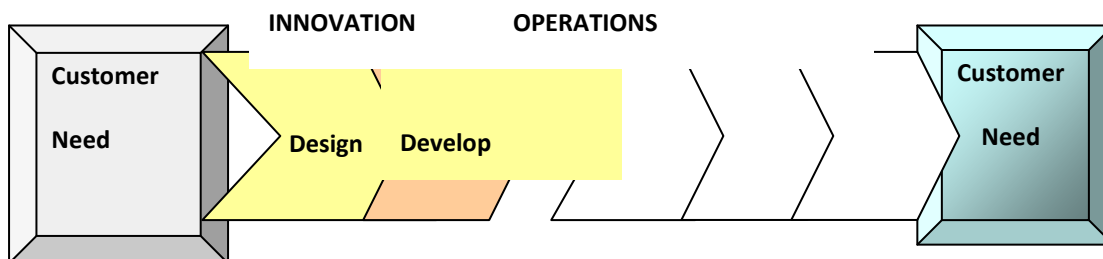 INNOVATION OPERATIONS
Customer
Need
Design Develop
Customer
Need